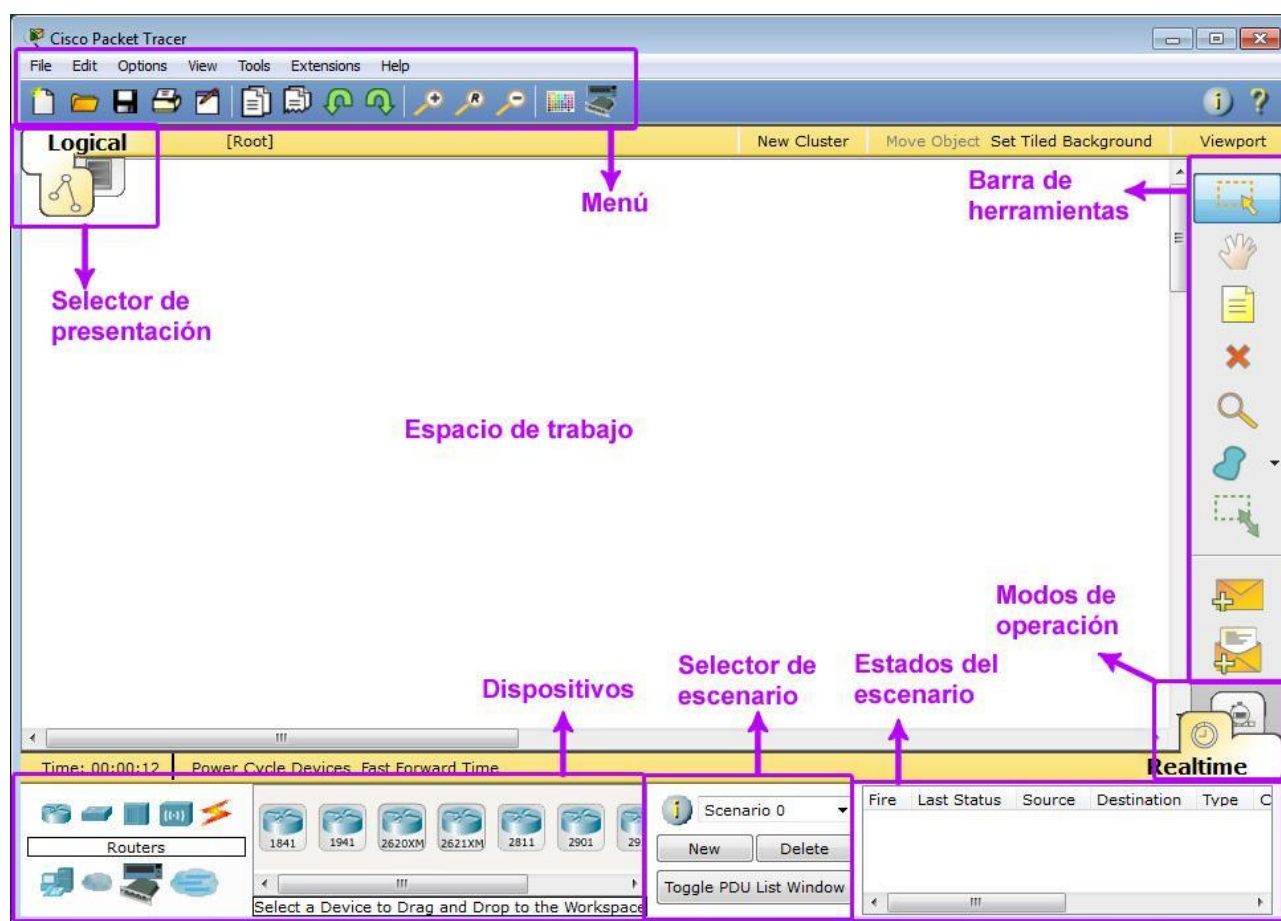 Cisco Packet Tracer
File Edit Options View Tools Extensions Help
R
i ?
Logical [Root] New Cluster Move Object Set Tiled Background Viewport
Menú
Barra de
herramientas
Selector de
presentación
Espacio de trabajo
Modos de
operación
Dispositivos
Selector de
escenario
Estados del
escenario
Time: 00:00:12 Power Cycle Devices Fast Forward Time
Realtime
Routers
1841 1941 2620XM 2621XM 2811 2901 29
Select a Device to Drag and Drop to the Workspace
i Scenario 0
New Delete
Toggle PDU List Window
Fire Last Status Source Destination Type C